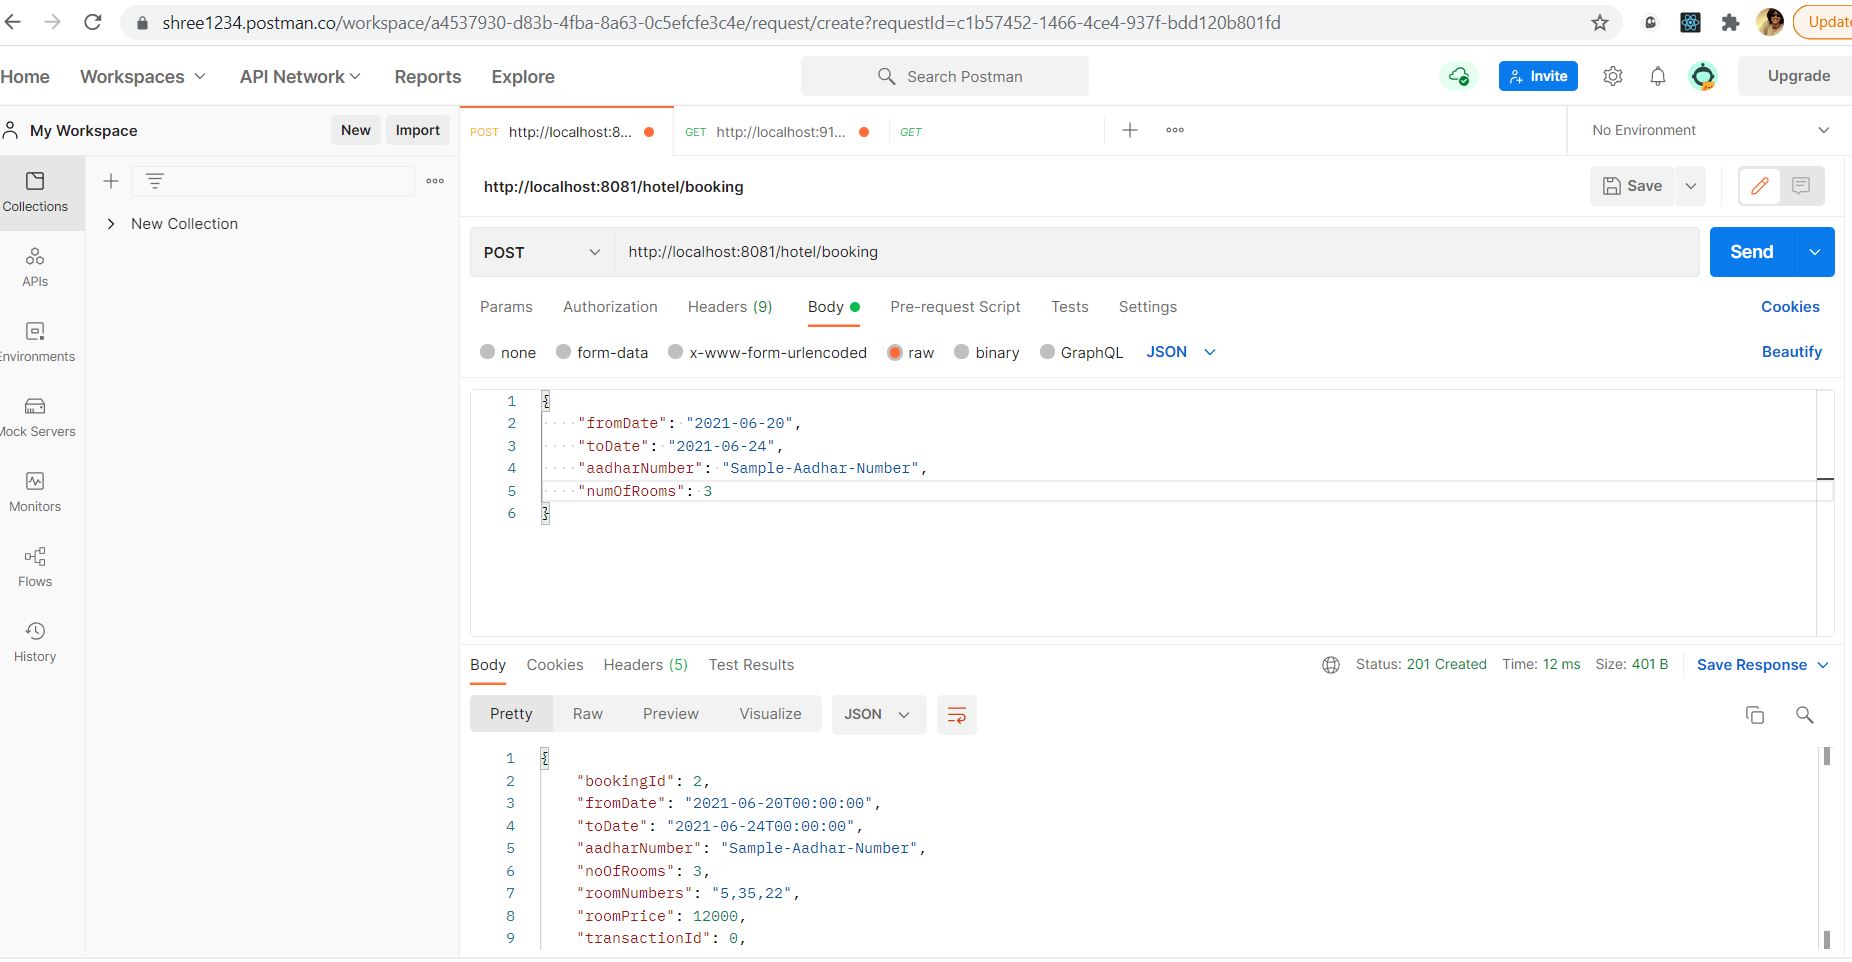 shree1234.postman.co/workspace/a4537930-d83b-4fba-8a63-0c5efcfe3c4e/request/create?requestId=c1b57452-1466-4ce4-937f-bdd120b801fd
Home Workspaces API Network Reports Explore Search Postman Invite Upgrade
My Workspace New Import POST http://localhost:8... GET http://localhost:91... GET No Environment
http://localhost:8081/hotel/booking Save
Collections
New Collection
POST http://localhost:8081/hotel/booking Send
APIs
Params Authorization Headers (9) Body Pre-request Script Tests Settings Cookies
none form-data x-www-form-urlencoded raw binary GraphQL JSON Beautify
1 {
2 "fromDate": "2021-06-20",
3 "toDate": "2021-06-24",
4 "aadharNumber": "Sample-Aadhar-Number",
5 "numOfRooms": 3
6 }
Monitors
Flows
History
Body Cookies Headers (5) Test Results Status: 201 Created Time: 12 ms Size: 401 B Save Response
Pretty Raw Preview Visualize JSON
1 {
2 "bookingId": 2,
3 "fromDate": "2021-06-20T00:00:00",
4 "toDate": "2021-06-24T00:00:00",
5 "aadharNumber": "Sample-Aadhar-Number",
6 "noOfRooms": 3,
7 "roomNumbers": "5,35,22",
8 "roomPrice": 12000,
9 "transactionId": 0,